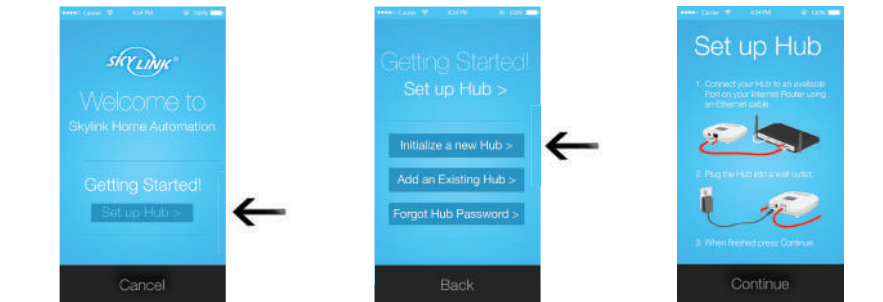 Carrier 4:34 PM 100%
SKYLINK®
Welcome to
Skylink Home Automation
Getting Started!
Set up Hub >
Cancel
Carrier 4:34 PM 100%
Getting Started!
Set up Hub >
Initialize a new Hub >
Add an Existing Hub >
Forgot Hub Password >
Back
Carrier 4:34 PM 100%
Set up Hub
1. Connect your Hub to an available
Port on your Internet Router using
an Ethernet cable.
2. Plug the Hub into a wall outlet.
3. When finished press Continue.
Continue